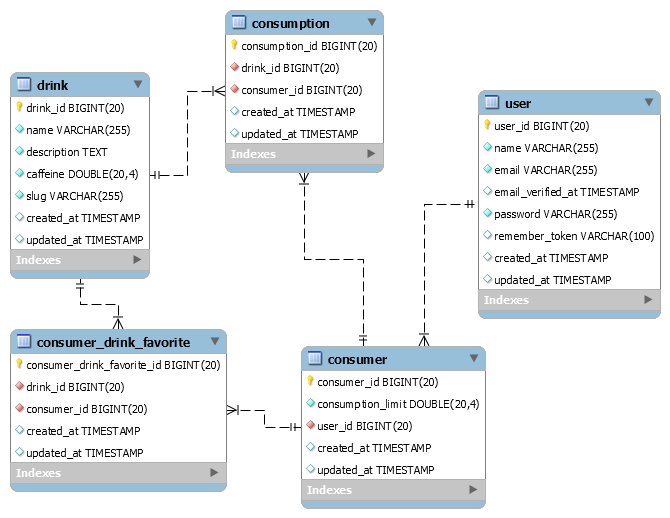 consumption
consumption_id BIGINT(20)
drink_id BIGINT(20)
consumer_id BIGINT(20)
created_at TIMESTAMP
updated_at TIMESTAMP
Indexes
drink
drink_id BIGINT(20)
name VARCHAR(255)
description TEXT
caffeine DOUBLE(20,4)
slug VARCHAR(255)
created_at TIMESTAMP
updated_at TIMESTAMP
Indexes
user
user_id BIGINT(20)
name VARCHAR(255)
email VARCHAR(255)
email_verified_at TIMESTAMP
password VARCHAR(255)
remember_token VARCHAR(100)
created_at TIMESTAMP
updated_at TIMESTAMP
Indexes
consumer_drink_favorite
consumer_drink_favorite_id BIGINT(20)
drink_id BIGINT(20)
consumer_id BIGINT(20)
created_at TIMESTAMP
updated_at TIMESTAMP
Indexes
consumer
consumer_id BIGINT(20)
consumption_limit DOUBLE(20,4)
user_id BIGINT(20)
created_at TIMESTAMP
updated_at TIMESTAMP
Indexes